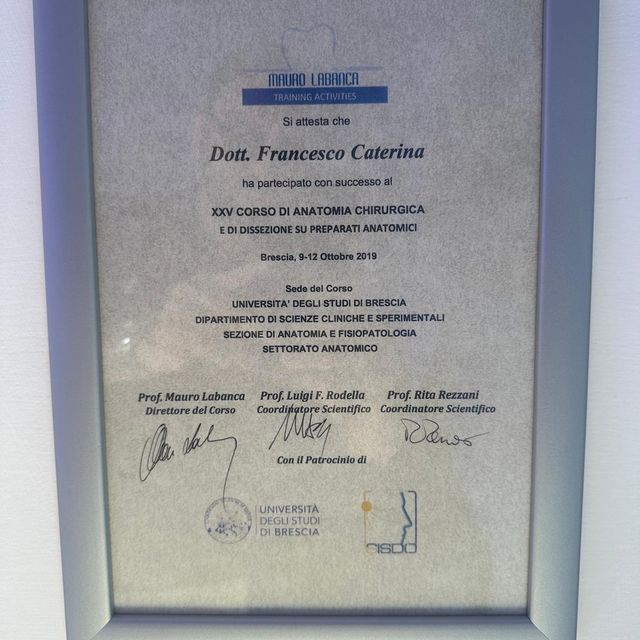 MAURO LABANCA
TRAINING ACTIVITIES
Si attesta che
Dott. Francesco Caterina
ha partecipato con successo al
XXV CORSO DI ANATOMIA CHIRURGICA
E DI DISSEZIONE SU PREPARATI ANATOMICI
Brescia, 9-12 Ottobre 2019
Sede del Corso
UNIVERSITA' DEGLI STUDI DI BRESCIA
DIPARTIMENTO DI SCIENZE CLINICHE E SPERIMENTALI
SEZIONE DI ANATOMIA E FISIOPATOLOGIA
SETTORATO ANATOMICO
Prof. Mauro Labanca Prof. Luigi F. Rodella Prof. Rita Rezzani
Direttore del Corso Coordinatore Scientifico Coordinatore Scientifico
Con il Patrocinio di
UNIVERSITÀ
DEGLI STUDI
DI BRESCIA
SISDO